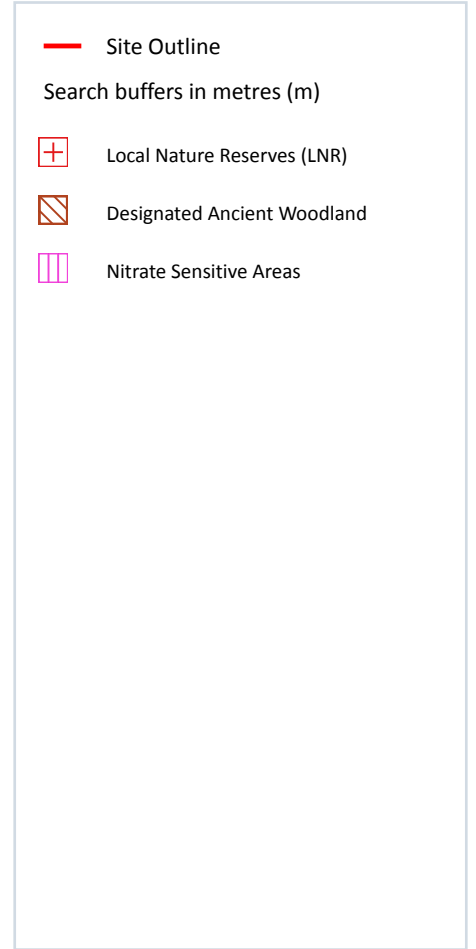 Site Outline
Search buffers in metres (m)
Local Nature Reserves (LNR)
Designated Ancient Woodland
Nitrate Sensitive Areas